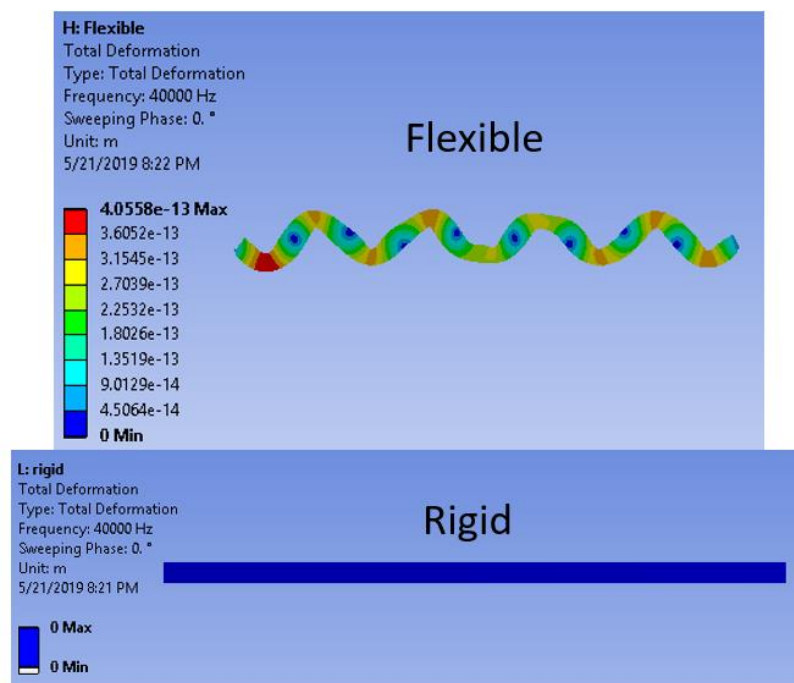 H: Flexible
Total Deformation
Type: Total Deformation
Frequency: 40000 Hz
Sweeping Phase: 0. °
Unit: m
5/21/2019 8:22 PM
Flexible
4.0558e-13 Max
3.6052e-13
3.1545e-13
2.7039e-13
2.2532e-13
1.8026e-13
1.3519e-13
9.0129e-14
4.5064e-14
0 Min
L: rigid
Total Deformation
Type: Total Deformation
Frequency: 40000 Hz
Sweeping Phase: 0. °
Unit: m
5/21/2019 8:21 PM
Rigid
0 Max
0 Min